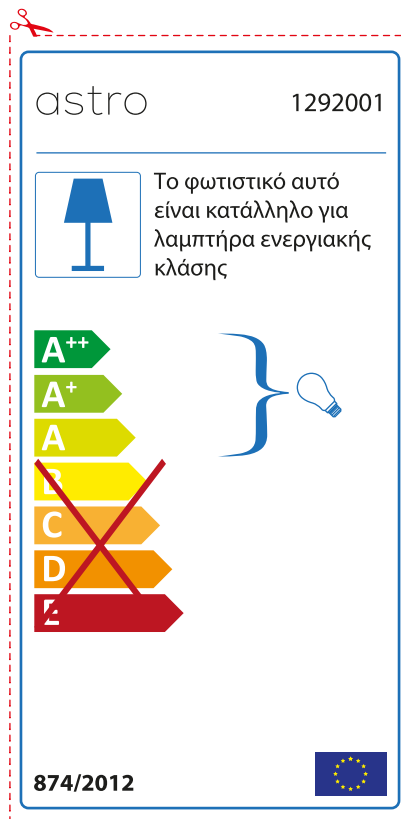 astro
1292001
Το φωτιστικό αυτό
είναι κατάλληλο για
λαμπτήρα ενεργιακής
κλάσης
A++
A+
A
B
C
D
E
874/2012